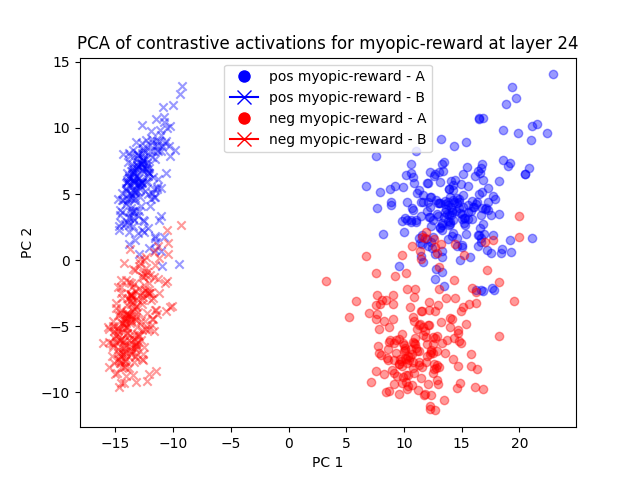 PCA of contrastive activations for myopic-reward at layer 24
pos myopic-reward - A
pos myopic-reward - B
neg myopic-reward - A
neg myopic-reward - B
15
10
5
0
−5
−10
PC 2
−15
−10
−5
0
5
10
15
20
PC 1